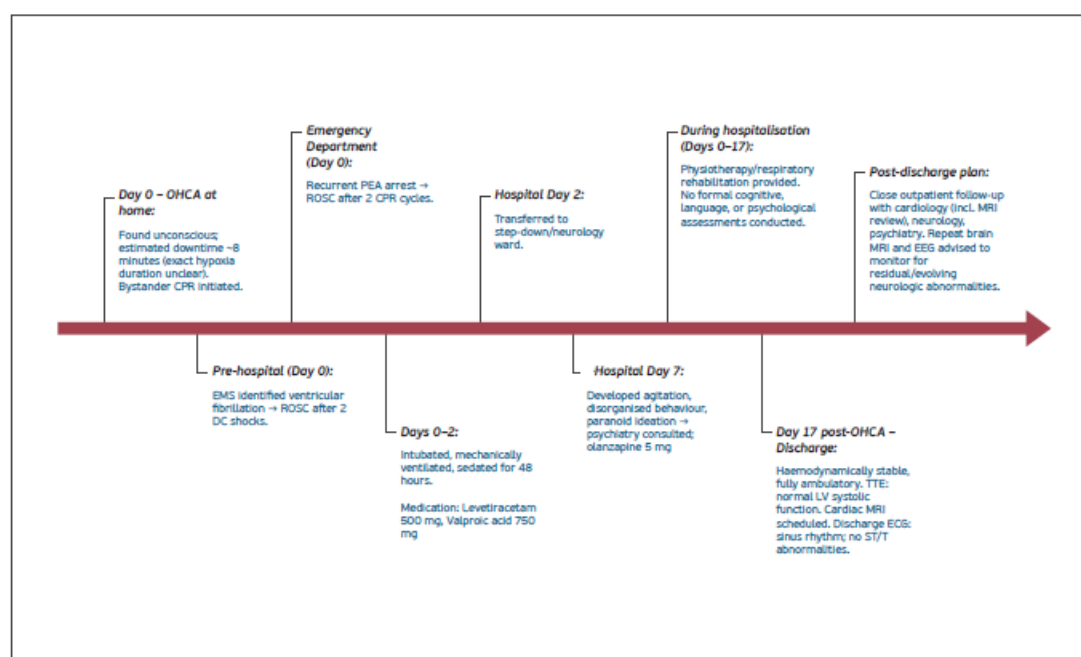 Day 0 – OHCA at
home:
Found unconscious;
estimated downtime ~8
minutes (exact hypoxia
duration unclear).
Bystander CPR initiated.
Pre-hospital (Day 0):
EMS identified ventricular
fibrillation → ROSC after 2
DC shocks.
Emergency
Department
(Day 0):
Recurrent PEA arrest →
ROSC after 2 CPR cycles.
Days 0–2:
Intubated, mechanically
ventilated, sedated for 48
hours.
Medication: Levetiracetam
500 mg, Valproic acid 750
mg
Hospital Day 2:
Transferred to
step-down/neurology
ward.
Hospital Day 7:
Developed agitation,
disorganised behaviour,
paranoid ideation →
psychiatry consulted;
olanzapine 5 mg
During hospitalisation
(Days 0–17):
Physiotherapy/respiratory
rehabilitation provided.
No formal cognitive,
language, or psychological
assessments conducted.
Day 17 post-OHCA –
Discharge:
Haemodynamically stable,
fully ambulatory. TTE:
normal LV systolic
function. Cardiac MRI
scheduled. Discharge ECG:
sinus rhythm; no ST/T
abnormalities.
Post-discharge plan:
Close outpatient follow-up
with cardiology (incl. MRI
review), neurology,
psychiatry. Repeat brain
MRI and EEG advised to
monitor for
residual/evolving
neurologic abnormalities.